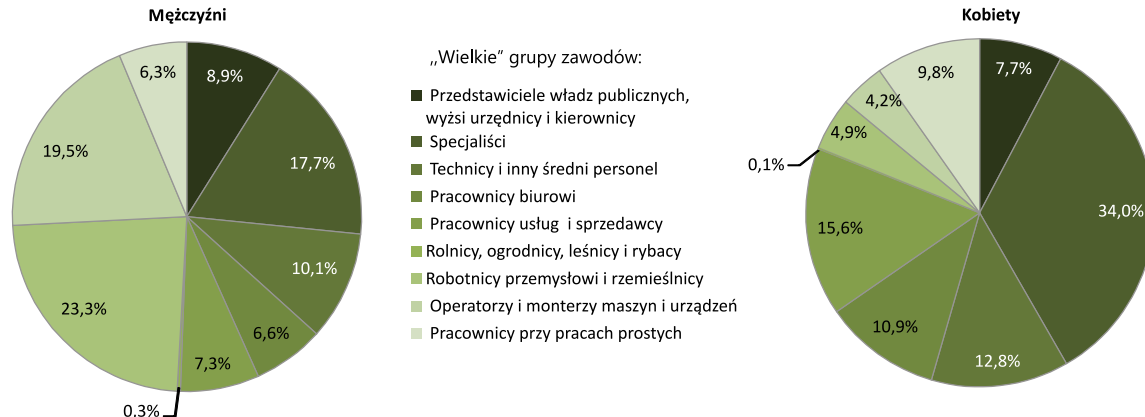 Mężczyźni
8,9%
17,7%
10,1%
6,6%
7,3%
0.3%
23,3%
19,5%
6,3%
„Wielkie“ grupy zawodów:
Przedstawiciele władz publicznych,
wyżsi urzędnicy i kierownicy
Specjaliści
Technicy i inny średni personel
Pracownicy biurowi
Pracownicy usług i sprzedawcy
Rolnicy, ogrodnicy, leśnicy i rybacy
Robotnicy przemysłowi i rzemieślnicy
Operatorzy i monterzy maszyn i urządzeń
Pracownicy przy pracach prostych
Kobiety
7,7%
34,0%
12,8%
10,9%
15,6%
0,1%
4,9%
4,2%
9,8%